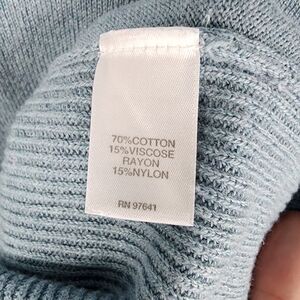 70%COTTON
15%VISCOSE
RAYON
15%NYLON
RN 97641